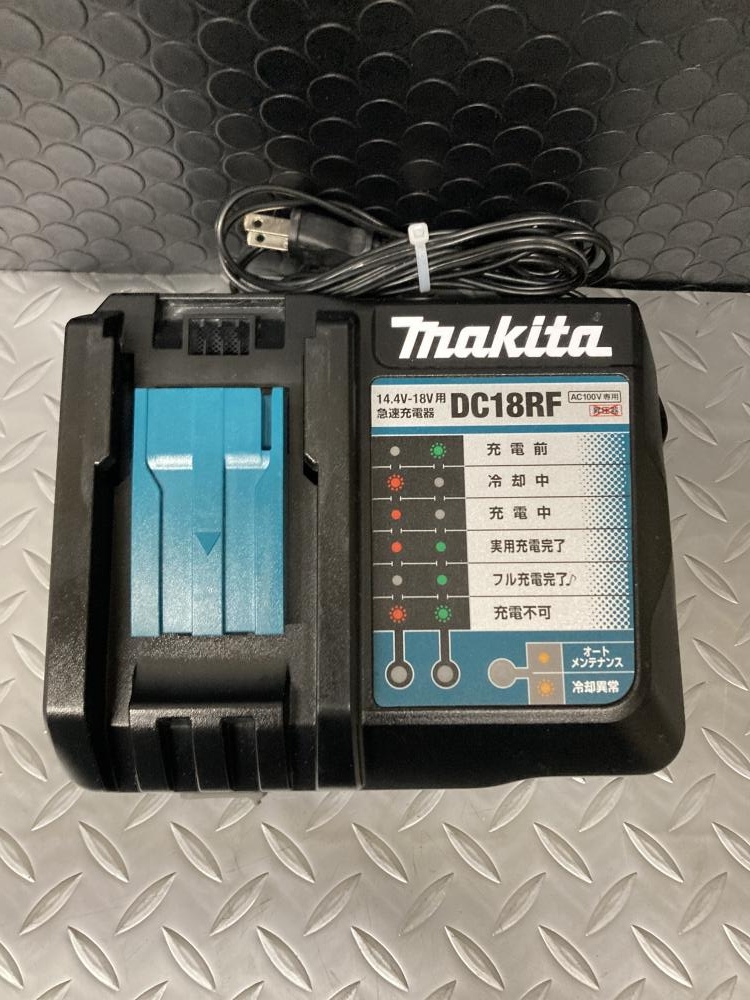 makita
14.4V-18V用
急速充電器
DC18RF
AC100V専用
昇圧器
充電前
冷却中
充電中
実用充電完了
フル充電完了♪
充電不可
オート
メンテナンス
冷却異常